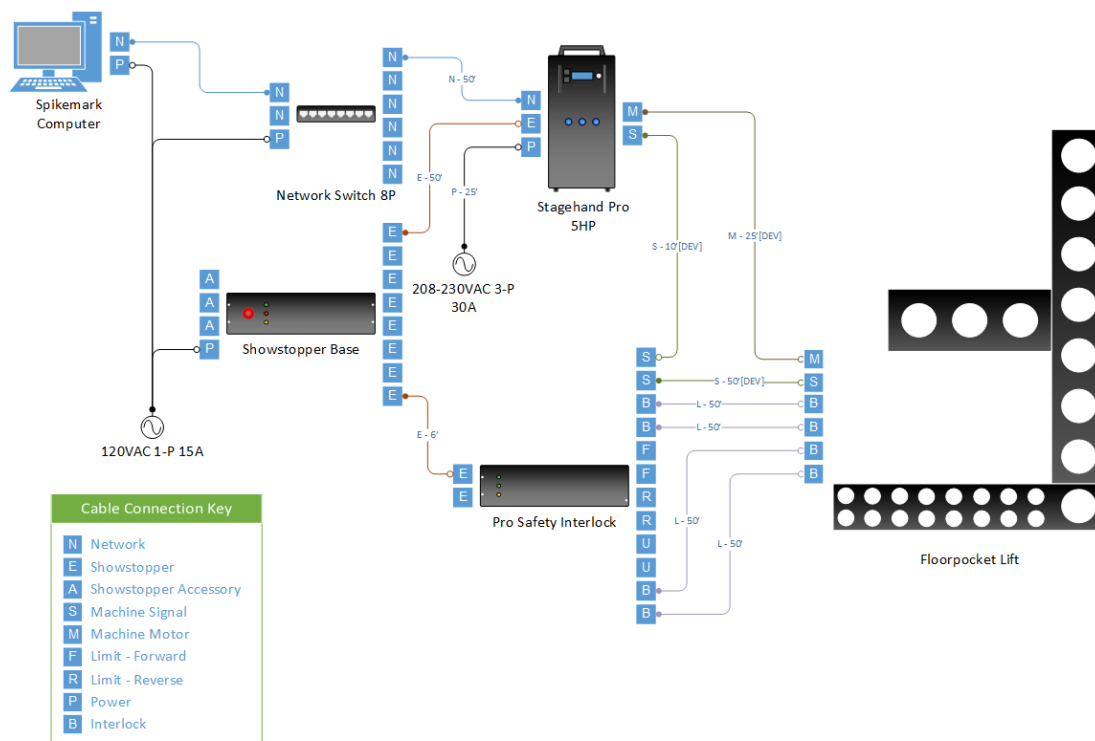 N
P
Spikemark
Computer
N
N
P
Network Switch 8P
N
N
N
N
N
N
N - 50'
E - 50'
P - 25'
N
E
P
M
S
Stagehand Pro
5HP
208-230VAC 3-P
30A
S - 10'[DEV]
M - 25'[DEV]
A
A
A
P
Showstopper Base
E
E
E
E
E
E
E
E
120VAC 1-P 15A
E - 6'
E
E
Pro Safety Interlock
S
S
B
B
F
F
R
R
U
U
B
B
S - 50'[DEV]
L - 50'
L - 50'
L - 50'
L - 50'
M
S
B
B
B
B
Floorpocket Lift
Cable Connection Key
N Network
E Showstopper
A Showstopper Accessory
S Machine Signal
M Machine Motor
F Limit - Forward
R Limit - Reverse
P Power
B Interlock